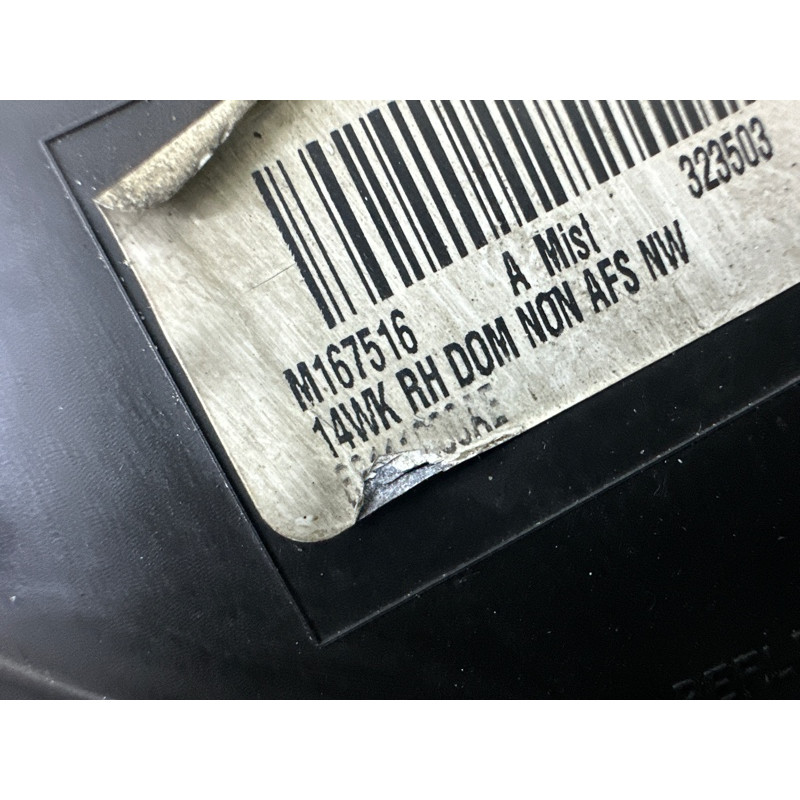 323503
A Mist
M167516
14WK RH DOM NON AFS NW